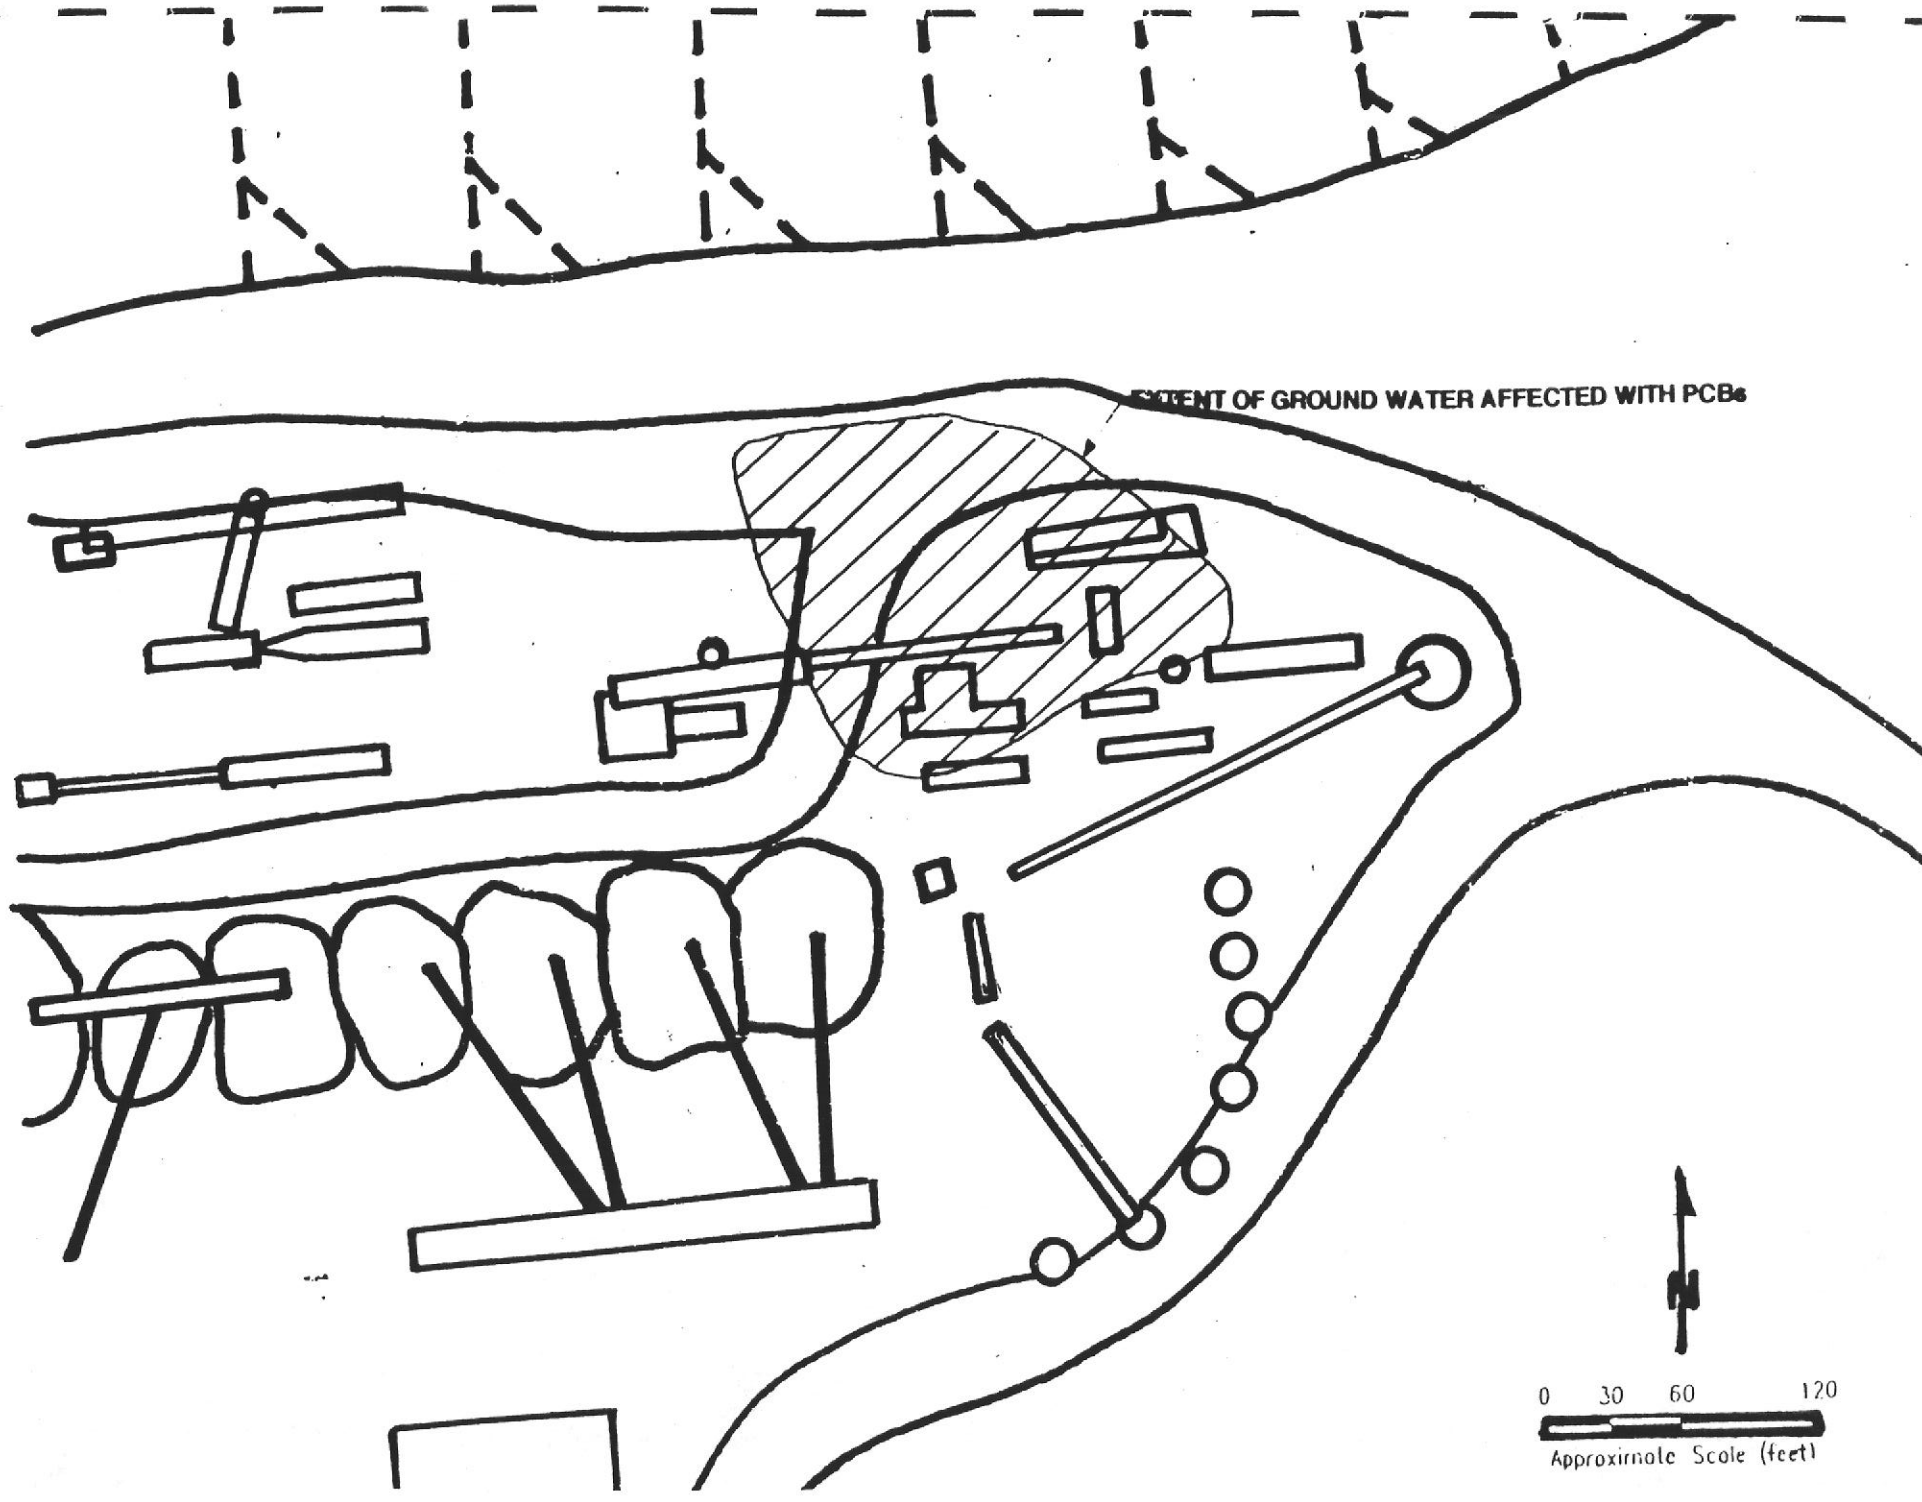 EXTENT OF GROUND WATER AFFECTED WITH PCBs
N
0 30 60 120
Approximate Scale (feet)